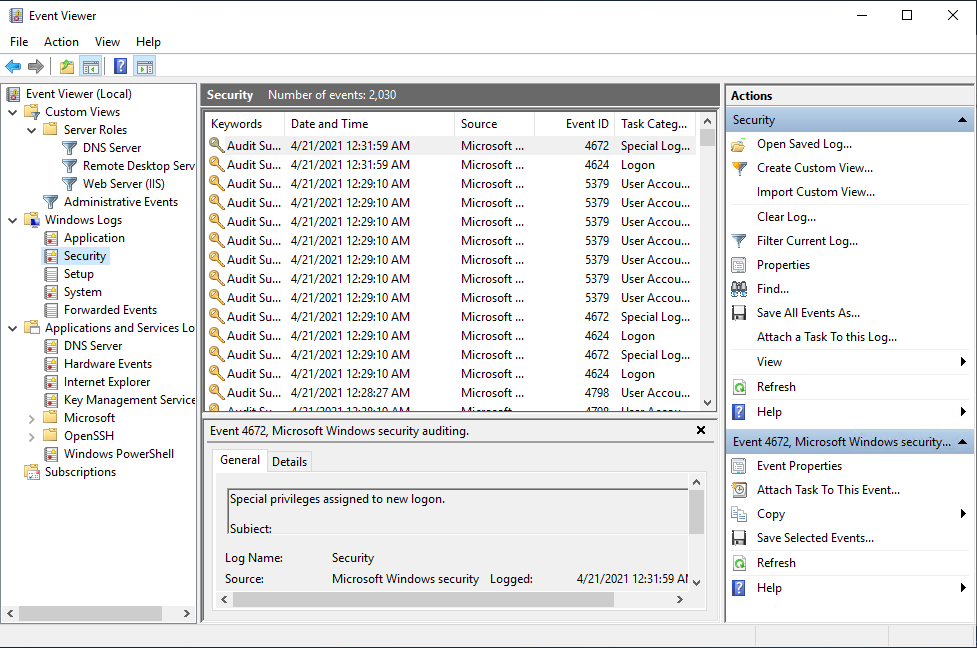 Event Viewer
File Action View Help
Event Viewer (Local)
Custom Views
Server Roles
DNS Server
Remote Desktop Serv
Web Server (IIS)
Administrative Events
Windows Logs
Application
Security
Setup
System
Forwarded Events
Applications and Services Lo
DNS Server
Hardware Events
Internet Explorer
Key Management Service
Microsoft
OpenSSH
Windows PowerShell
Subscriptions
Security Number of events: 2,030
Keywords Date and Time Source Event ID Task Categ...
Audit Su... 4/21/2021 12:31:59 AM Microsoft ... 4672 Special Log...
Audit Su... 4/21/2021 12:31:59 AM Microsoft ... 4624 Logon
Audit Su... 4/21/2021 12:29:10 AM Microsoft ... 5379 User Accou...
Audit Su... 4/21/2021 12:29:10 AM Microsoft ... 5379 User Accou...
Audit Su... 4/21/2021 12:29:10 AM Microsoft ... 5379 User Accou...
Audit Su... 4/21/2021 12:29:10 AM Microsoft ... 5379 User Accou...
Audit Su... 4/21/2021 12:29:10 AM Microsoft ... 5379 User Accou...
Audit Su... 4/21/2021 12:29:10 AM Microsoft ... 5379 User Accou...
Audit Su... 4/21/2021 12:29:10 AM Microsoft ... 5379 User Accou...
Audit Su... 4/21/2021 12:29:10 AM Microsoft ... 4672 Special Log...
Audit Su... 4/21/2021 12:29:10 AM Microsoft ... 4624 Logon
Audit Su... 4/21/2021 12:29:10 AM Microsoft ... 4672 Special Log...
Audit Su... 4/21/2021 12:29:10 AM Microsoft ... 4624 Logon
Audit Su... 4/21/2021 12:28:27 AM Microsoft ... 4798 User Accou...
Event 4672, Microsoft Windows security auditing.
General Details
Special privileges assigned to new logon.
Subject:
Log Name: Security
Source: Microsoft Windows security Logged: 4/21/2021 12:31:59 AM
Actions
Security
Open Saved Log...
Create Custom View...
Import Custom View...
Clear Log...
Filter Current Log...
Properties
Find...
Save All Events As...
Attach a Task To this Log...
View
Refresh
Help
Event 4672, Microsoft Windows security...
Event Properties
Attach Task To This Event...
Copy
Save Selected Events...
Refresh
Help